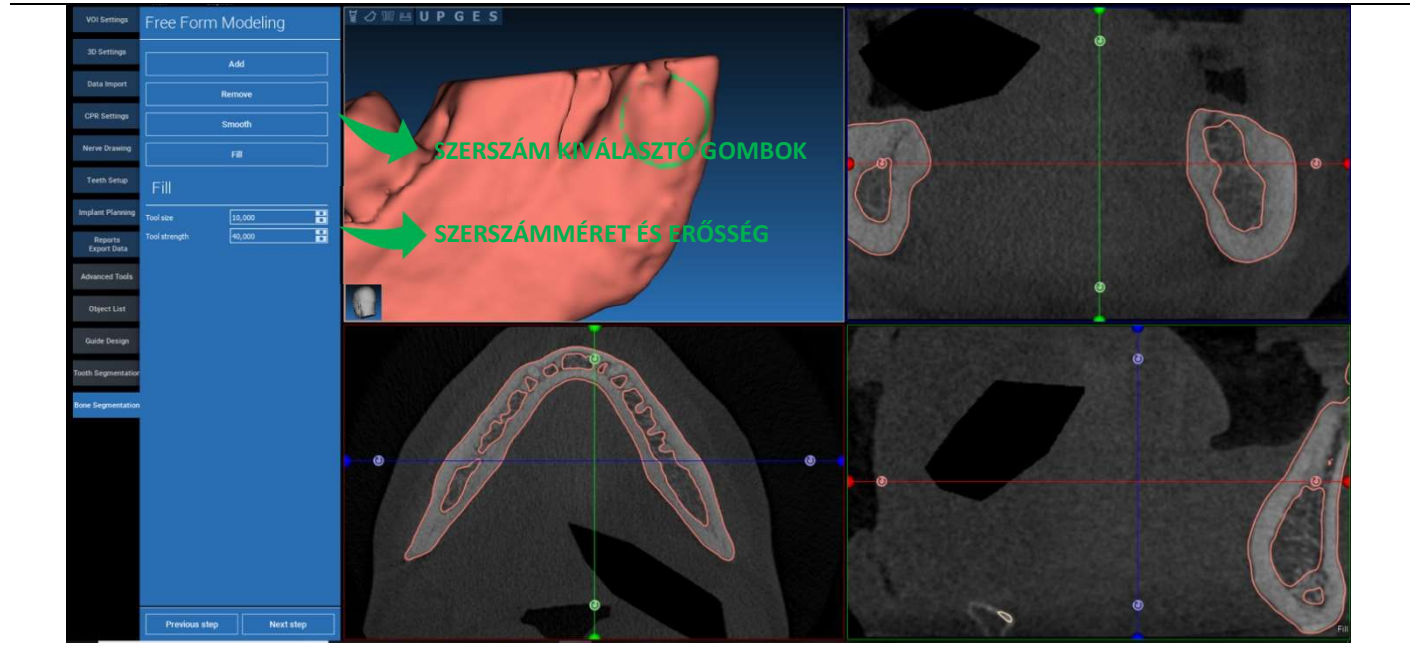 VOI Settings
3D Settings
Data Import
CPR Settings
Nerve Drawing
Teeth Setup
Implant Planning
Reports
Export Data
Advanced Tools
Object List
Guide Design
Tooth Segmentation
Bone Segmentation
Free Form Modeling
Add
Remove
Smooth
Fill
Fill
Tool size 10,000
Tool strength 40,000
Previous step Next step
U P G E S
SZERSZÁM KIVÁLASZTÓ GOMBOK
SZERSZÁMMÉRET ÉS ERŐSSÉG
Fill